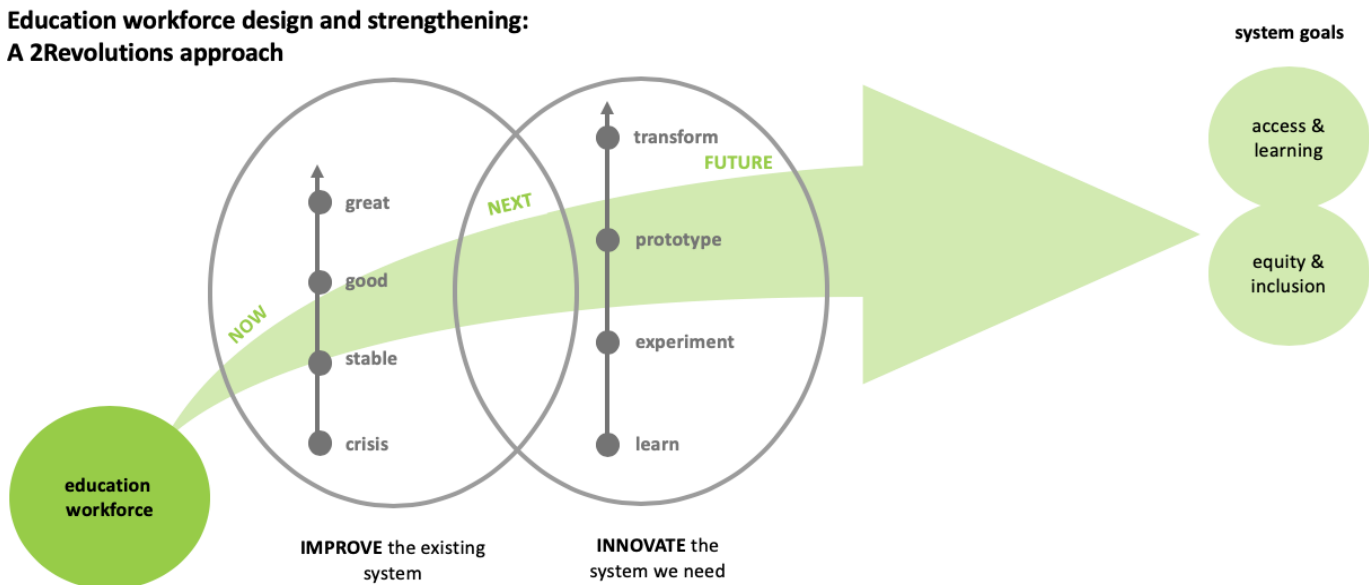 Education workforce design and strengthening:
A 2Revolutions approach
system goals
access &
learning
equity &
inclusion
transform
FUTURE
NEXT
great
prototype
good
NOW
stable
experiment
crisis
learn
education
workforce
IMPROVE the existing
system
INNOVATE the
system we need